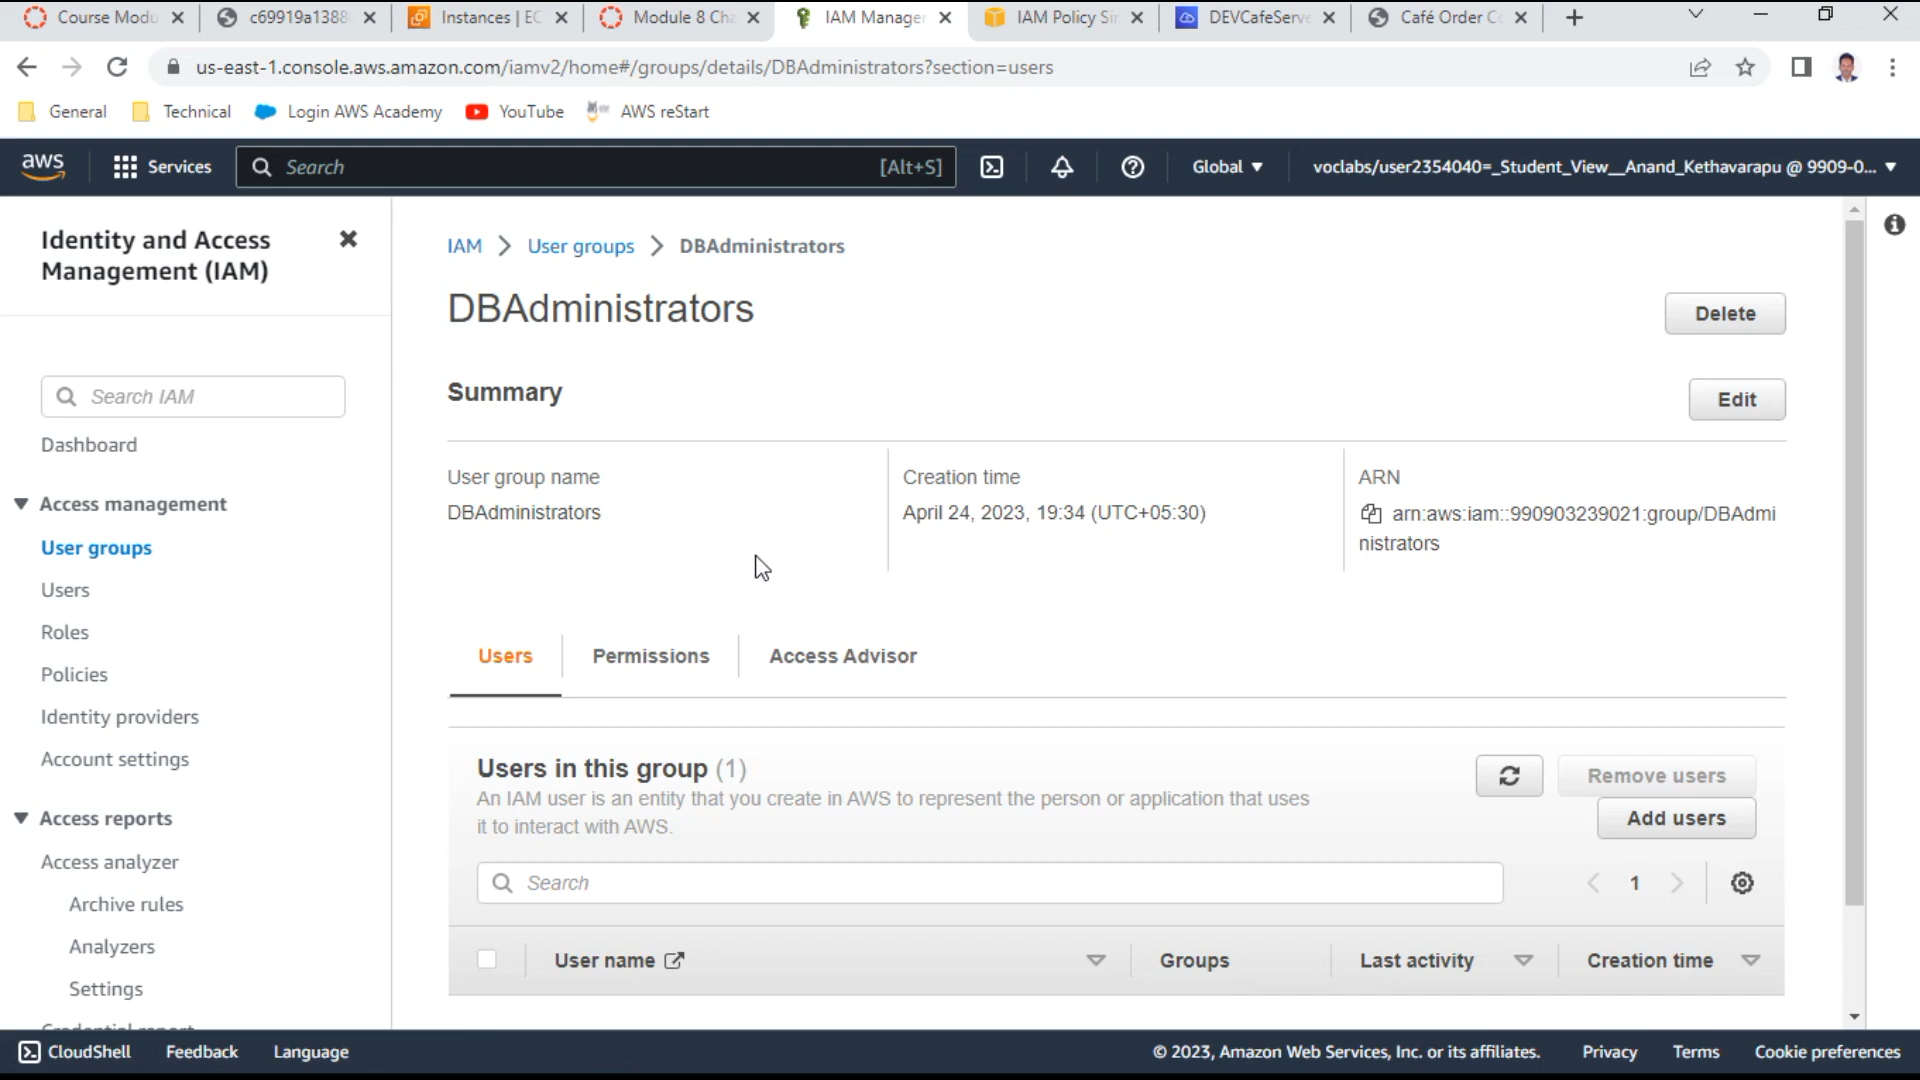 Course Modu
c69919a1388
Instances | EC
Module 8 Cha
IAM Manager
IAM Policy Sim
DEVCafeServe
Café Order Co
us-east-1.console.aws.amazon.com/iamv2/home#/groups/details/DBAdministrators?section=users
General
Technical
Login AWS Academy
YouTube
AWS reStart
aws
Services
Search
[Alt+S]
Global
voclabs/user2354040=_Student_View__Anand_Kethavarapu @ 9909-0...
Identity and Access
Management (IAM)
Search IAM
Dashboard
Access management
User groups
Users
Roles
Policies
Identity providers
Account settings
Access reports
Access analyzer
Archive rules
Analyzers
Settings
Credential report
IAM > User groups > DBAdministrators
DBAdministrators
Delete
Summary
Edit
User group name
DBAdministrators
Creation time
April 24, 2023, 19:34 (UTC+05:30)
ARN
arn:aws:iam::990903239021:group/DBAdmi
nistrators
Users
Permissions
Access Advisor
Users in this group (1)
An IAM user is an entity that you create in AWS to represent the person or application that uses
it to interact with AWS.
Remove users
Add users
Search
1
User name
Groups
Last activity
Creation time
CloudShell
Feedback
Language
© 2023, Amazon Web Services, Inc. or its affiliates.
Privacy
Terms
Cookie preferences